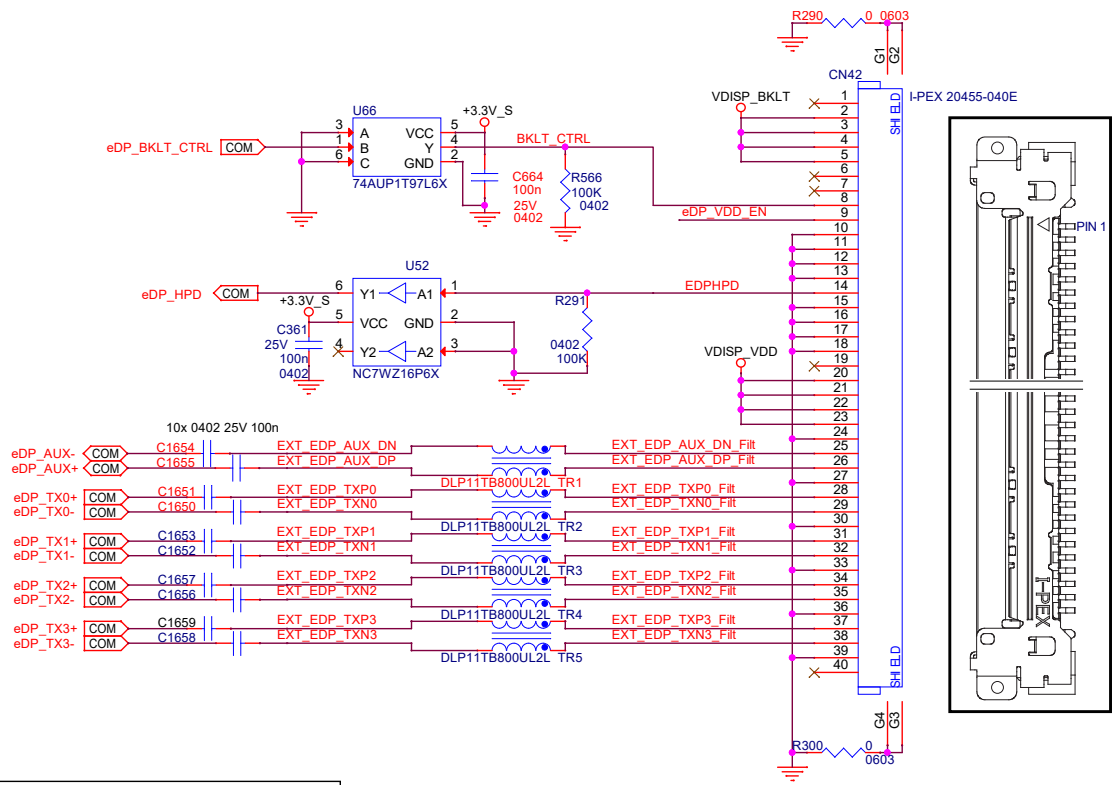 R290 0 0603
G1
G2
CN42
I-PEX 20455-040E
SHIELD
VDISP_BKLT
U66
+3.3V_S
3 A VCC 5
eDP_BKLT_CTRL COM 1 B Y 4 BKLT_CTRL
6 C GND 2
74AUP1T97L6X
C664
100n
25V
0402
R566
100K
0402
eDP_VDD_EN
U52
eDP_HPD COM 6 Y1 A1 1 EDPHPD
+3.3V_S
5 VCC GND 2
4 Y2 A2 3
NC7WZ16P6X
C361
25V
100n
0402
R291
0402
100K
VDISP_VDD
10x 0402 25V 100n
eDP_AUX- COM C1654 EXT_EDP_AUX_DN EXT_EDP_AUX_DN_Filt
eDP_AUX+ COM C1655 EXT_EDP_AUX_DP EXT_EDP_AUX_DP_Filt
DLP11TB800UL2L TR1
eDP_TX0+ COM C1651 EXT_EDP_TXP0 EXT_EDP_TXP0_Filt
eDP_TX0- COM C1650 EXT_EDP_TXN0 EXT_EDP_TXN0_Filt
DLP11TB800UL2L TR2
eDP_TX1+ COM C1653 EXT_EDP_TXP1 EXT_EDP_TXP1_Filt
eDP_TX1- COM C1652 EXT_EDP_TXN1 EXT_EDP_TXN1_Filt
DLP11TB800UL2L TR3
eDP_TX2+ COM C1657 EXT_EDP_TXP2 EXT_EDP_TXP2_Filt
eDP_TX2- COM C1656 EXT_EDP_TXN2 EXT_EDP_TXN2_Filt
DLP11TB800UL2L TR4
eDP_TX3+ COM C1659 EXT_EDP_TXP3 EXT_EDP_TXP3_Filt
eDP_TX3- COM C1658 EXT_EDP_TXN3 EXT_EDP_TXN3_Filt
DLP11TB800UL2L TR5
1
2
3
4
5
6
7
8
9
10
11
12
13
14
15
16
17
18
19
20
21
22
23
24
25
26
27
28
29
30
31
32
33
34
35
36
37
38
39
40
SHIELD
G4
G3
R300 0
0603
PIN 1
I-PEX